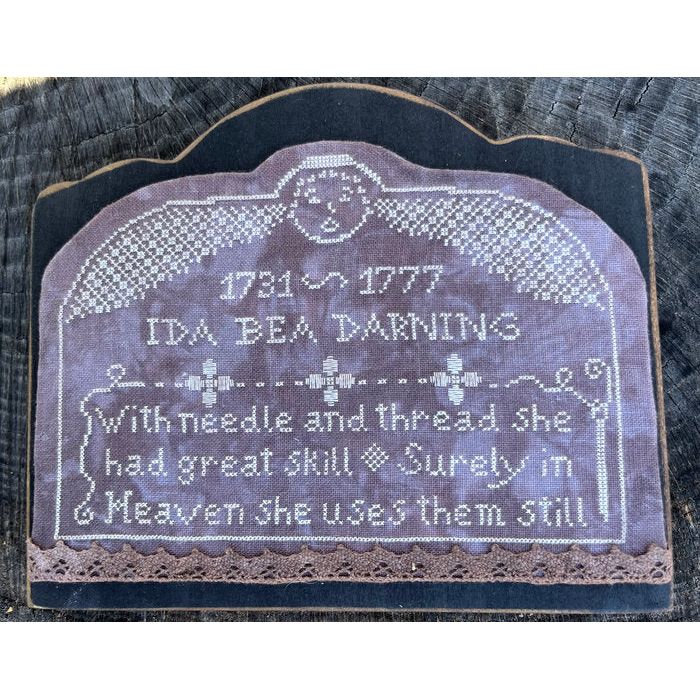 1731 ~ 1777
IDA BEA DARNING
With needle and thread she
had great skill ❖ Surely in
Heaven she uses them still